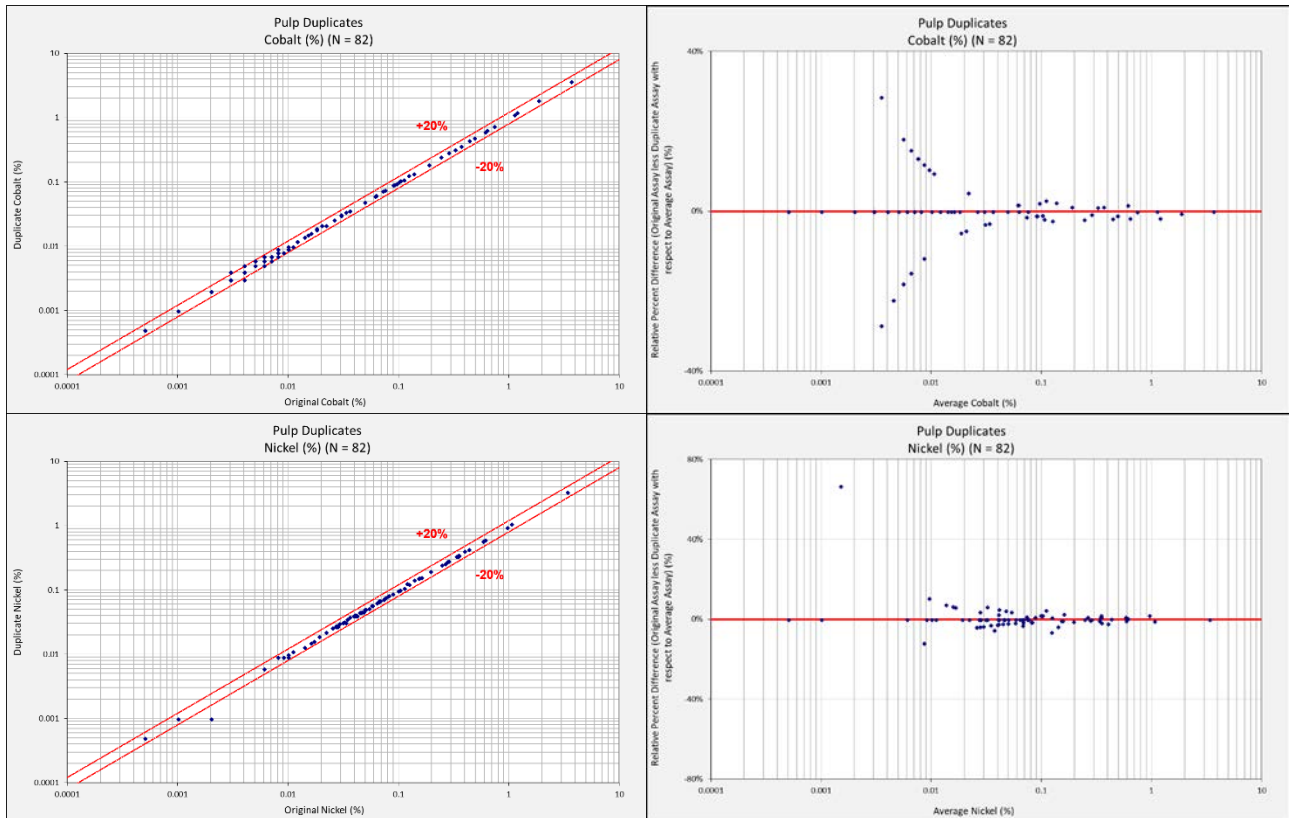 Pulp Duplicates
Cobalt (%) (N = 82)
10
1
0.1
0.01
0.001
0.0001
Duplicate Cobalt (%)
+20%
-20%
0.0001
0.001
0.01
0.1
1
10
Original Cobalt (%)
Pulp Duplicates
Cobalt (%) (N = 82)
Relative Percent Difference (Original Assay less Duplicate Assay with
respect to Average Assay) (%)
40%
0%
-40%
0.0001
0.001
0.01
0.1
1
10
Average Cobalt (%)
Pulp Duplicates
Nickel (%) (N = 82)
10
1
0.1
0.01
0.001
0.0001
Duplicate Nickel (%)
+20%
-20%
0.0001
0.001
0.01
0.1
1
10
Original Nickel (%)
Pulp Duplicates
Nickel (%) (N = 82)
Relative Percent Difference (Original Assay less Duplicate Assay with
respect to Average Assay) (%)
80%
40%
0%
-40%
-80%
0.0001
0.001
0.01
0.1
1
10
Average Nickel (%)